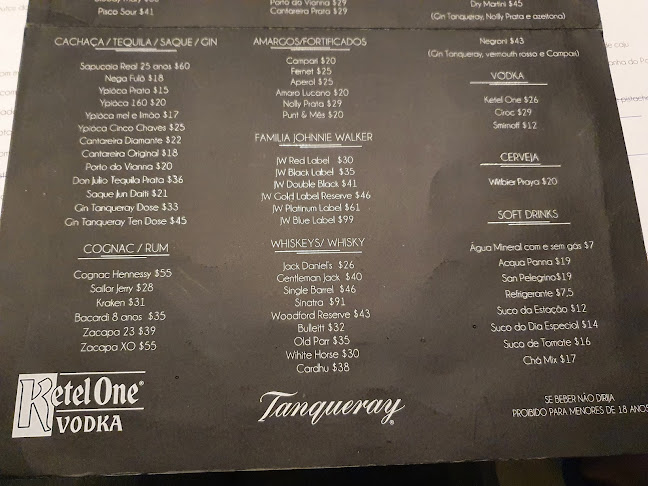 Pisco Sour $41
CACHAÇA / TEQUILA / SAQUE / GIN
Sapucaia Real 25 anos $60
Nega Fulô $18
Ypióca Prata $15
Ypióca 160 $20
Ypióca mel e limão $17
Ypióca Cinco Chaves $25
Cantareira Diamante $22
Cantareira Original $18
Porto do Vianna $20
Don Julio Tequila Prata $36
Saque Jun Daiti $21
Gin Tanqueray Dose $33
Gin Tanqueray Ten Dose $45
COGNAC / RUM
Cognac Hennessy $55
Sailor Jerry $28
Kraken $31
Bacardi 8 anos $35
Zacapa 23 $39
Zacapa XO $55
Ketel One®
VODKA
Porto do Vianna $29
Cantareira Prara $29
AMARGOS/FORTIFICADOS
Campari $20
Fernet $25
Aperol $25
Amaro Lucano $20
Nolly Prata $29
Punt & Mês $20
FAMILIA JOHNNIE WALKER
JW Red Label $30
JW Black Label $35
JW Double Black $41
JW Gold Label Reserve $46
JW Platinum Label $61
JW Blue Label $99
WHISKEYS/ WHISKY
Jack Daniel's $26
Gentleman Jack $40
Single Barrel $46
Sinatra $91
Woodford Reserve $43
Bulleitt $32
Old Parr $35
Wihite Horse $30
Cardhu $38
Tanqueray®
Dry Martini $45
(Gin Tanqueray, Nolly Prata e azeitona)
Negroni $43
(Gin Tanqueray, vermouth rosso e Campari)
VODKA
Ketel One $26
Ciroc $29
Smirnoff $12
CERVEJA
Witbier Praya $20
SOFT DRINKS
Água Mineral com e sem gás $7
Acqua Panna $19
San Pelegrino$19
Refrigerante $7,5
Suco da Estação $12
Suco do Dia Especial $14
Suco de Tomate $16
Chá Mix $17
SE BEBER NÃO DIRIJA
PROIBIDO PARA MENORES DE 18 ANOS